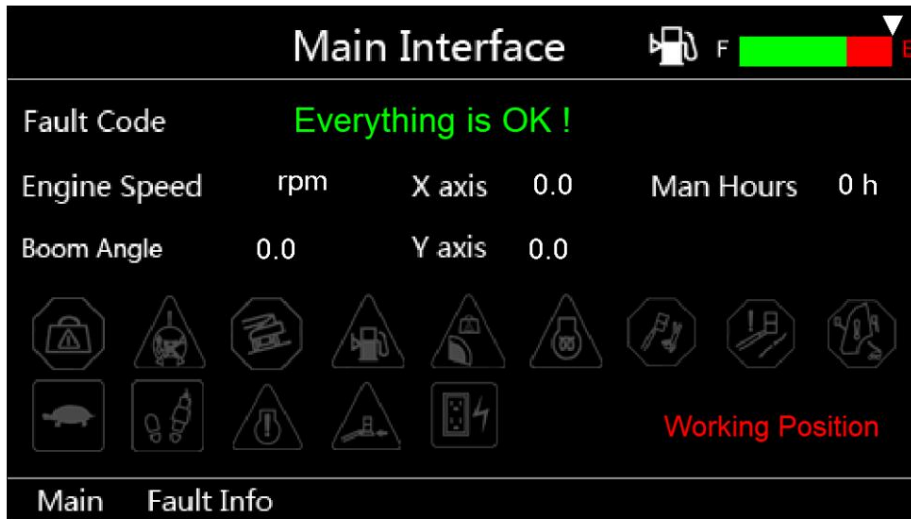 Main Interface F E
Fault Code Everything is OK !
Engine Speed rpm X axis 0.0 Man Hours 0 h
Boom Angle 0.0 Y axis 0.0
Working Position
Main Fault Info